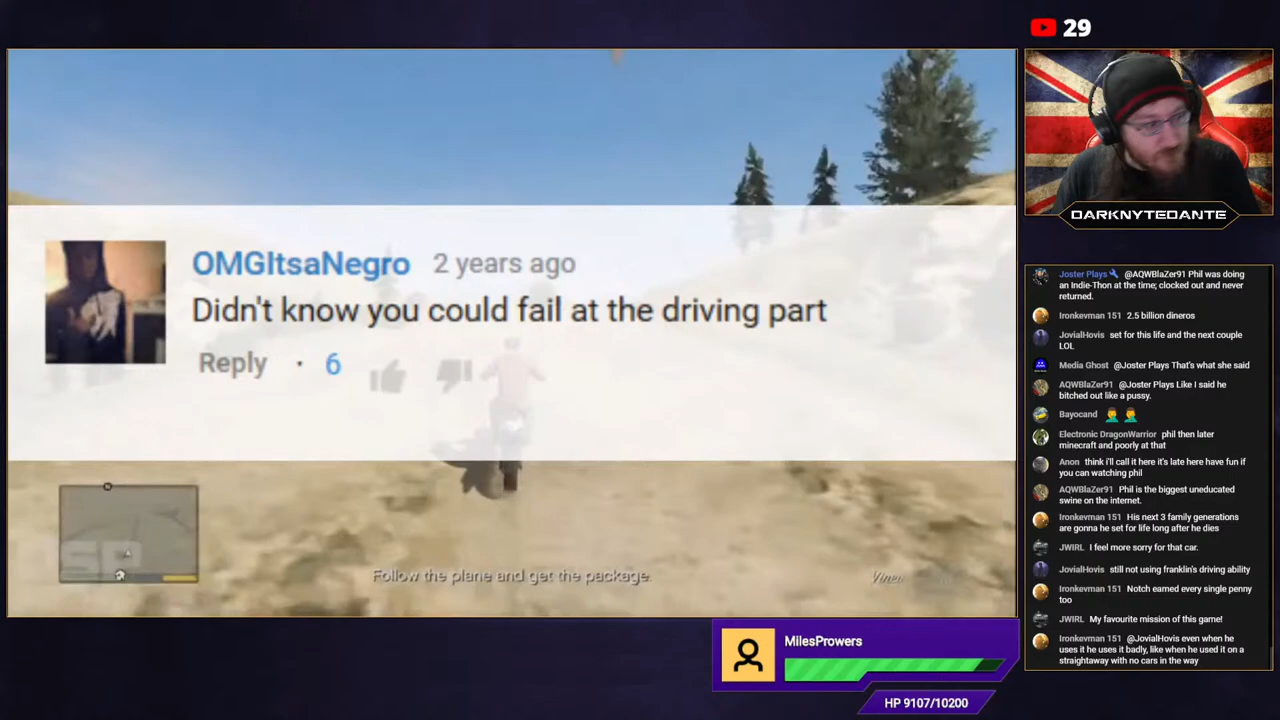 29
OMGItsaNegro 2 years ago
Didn't know you could fail at the driving part
Reply · 6
Follow the plane and get the package.
DARKNYTEDANTE
Joster Plays @AQWBlaZer91 Phil was doing
an Indie-Thon at the time; clocked out and never
returned.
Ironkevman 151 2.5 billion dineros
JovialHovis set for this life and the next couple
LOL
Media Ghost @Joster Plays That's what she said
AQWBlaZer91 @Joster Plays Like I said he
bitched out like a pussy.
Bayocand
Electronic DragonWarrior phil then later
minecraft and poorly at that
Anon think i'll call it here it's late here have fun if
you can watching phil
AQWBlaZer91 Phil is the biggest uneducated
swine on the internet.
Ironkevman 151 His next 3 family generations
are gonna he set for life long after he dies
JWIRL I feel more sorry for that car.
JovialHovis still not using franklin's driving ability
Ironkevman 151 Notch earned every single penny
too
JWIRL My favourite mission of this game!
Ironkevman 151 @JovialHovis even when he
uses it he uses it badly, like when he used it on a
straightaway with no cars in the way
MilesProwers
HP 9107/10200